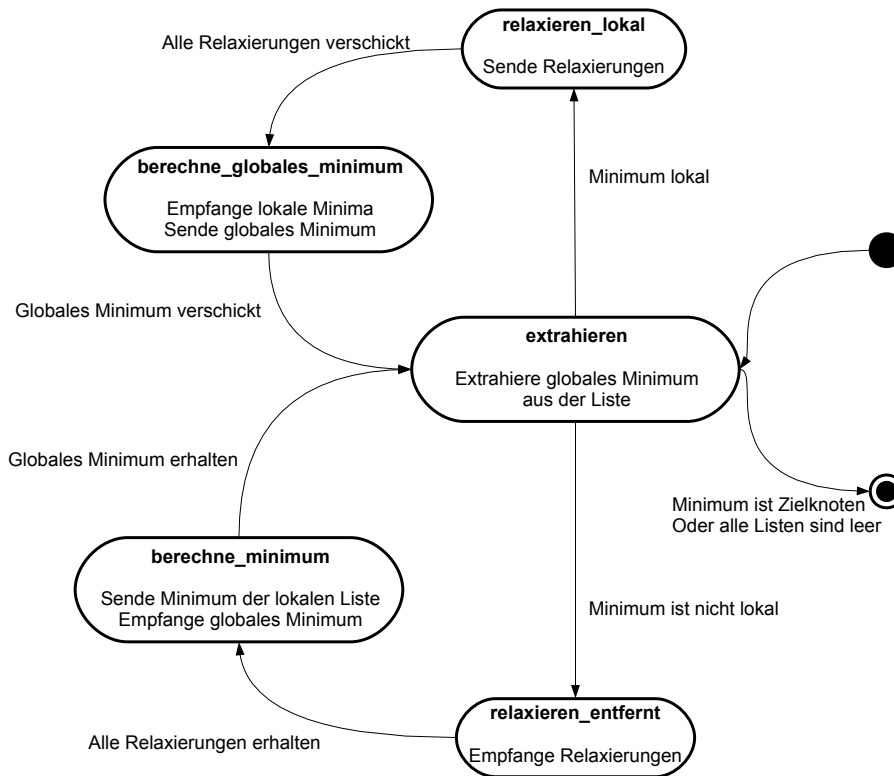 relaxieren_lokal
Sende Relaxierungen
Alle Relaxierungen verschickt
berechne_globales_minimum
Empfange lokale Minima
Sende globales Minimum
Minimum lokal
Globales Minimum verschickt
extrahieren
Extrahiere globales Minimum
aus der Liste
Globales Minimum erhalten
Minimum ist Zielknoten
Oder alle Listen sind leer
berechne_minimum
Sende Minimum der lokalen Liste
Empfange globales Minimum
Minimum ist nicht lokal
relaxieren_entfernt
Empfange Relaxierungen
Alle Relaxierungen erhalten